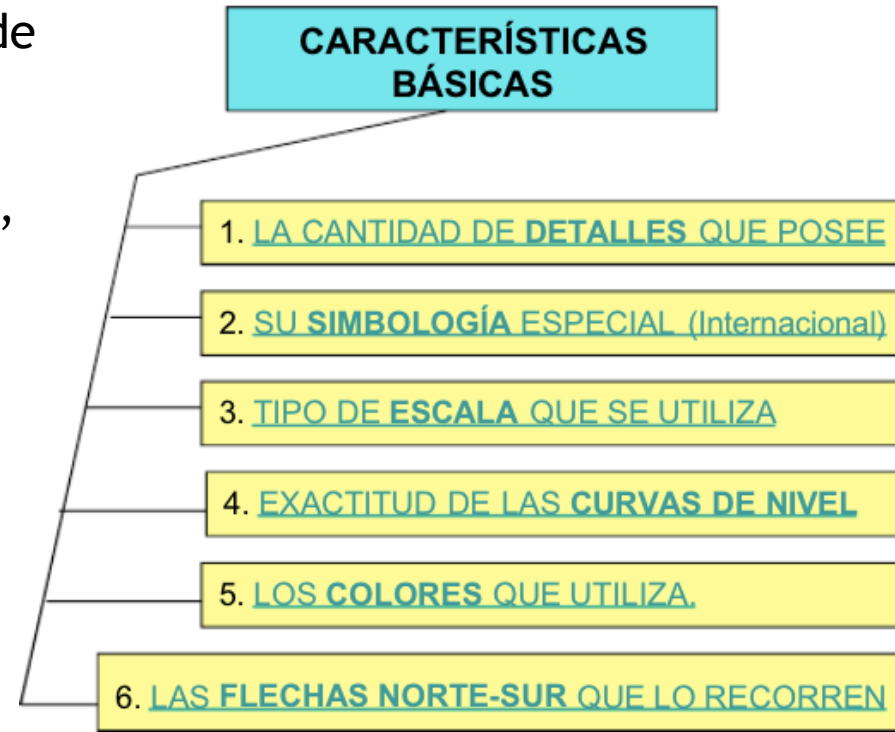 de
,
CARACTERÍSTICAS
BÁSICAS
1. LA CANTIDAD DE DETALLES QUE POSEE
2. SU SIMBOLOGÍA ESPECIAL (Internacional)
3. TIPO DE ESCALA QUE SE UTILIZA
4. EXACTITUD DE LAS CURVAS DE NIVEL
5. LOS COLORES QUE UTILIZA.
6. LAS FLECHAS NORTE-SUR QUE LO RECORREN